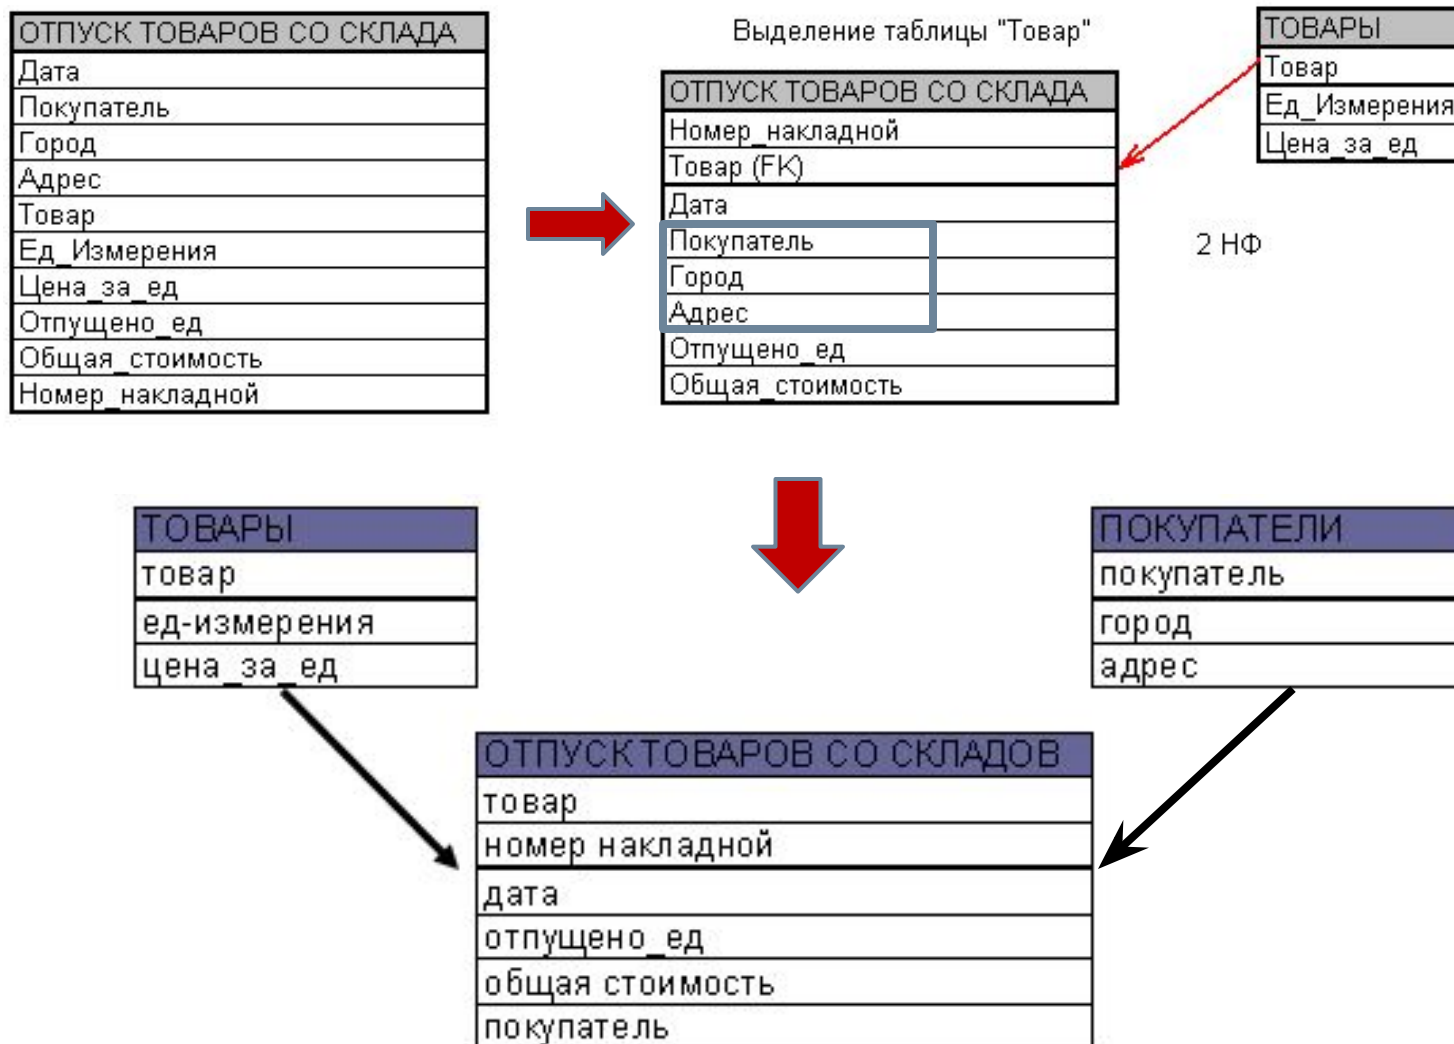 ОТПУСК ТОВАРОВ СО СКЛАДА
Дата
Покупатель
Город
Адрес
Товар
Ед_Измерения
Цена_за_ед
Отпущено_ед
Общая_стоимость
Номер_накладной
Выделение таблицы "Товар"
ОТПУСК ТОВАРОВ СО СКЛАДА
Номер_накладной
Товар (FK)
Дата
Покупатель
Город
Адрес
Отпущено_ед
Общая_стоимость
ТОВАРЫ
Товар
Ед_Измерения
Цена_за_ед
2 НФ
ТОВАРЫ
товар
ед-измерения
цена_за_ед
ПОКУПАТЕЛИ
покупатель
город
адрес
ОТПУСК ТОВАРОВ СО СКЛАДОВ
товар
номер накладной
дата
отпущено_ед
общая стоимость
покупатель